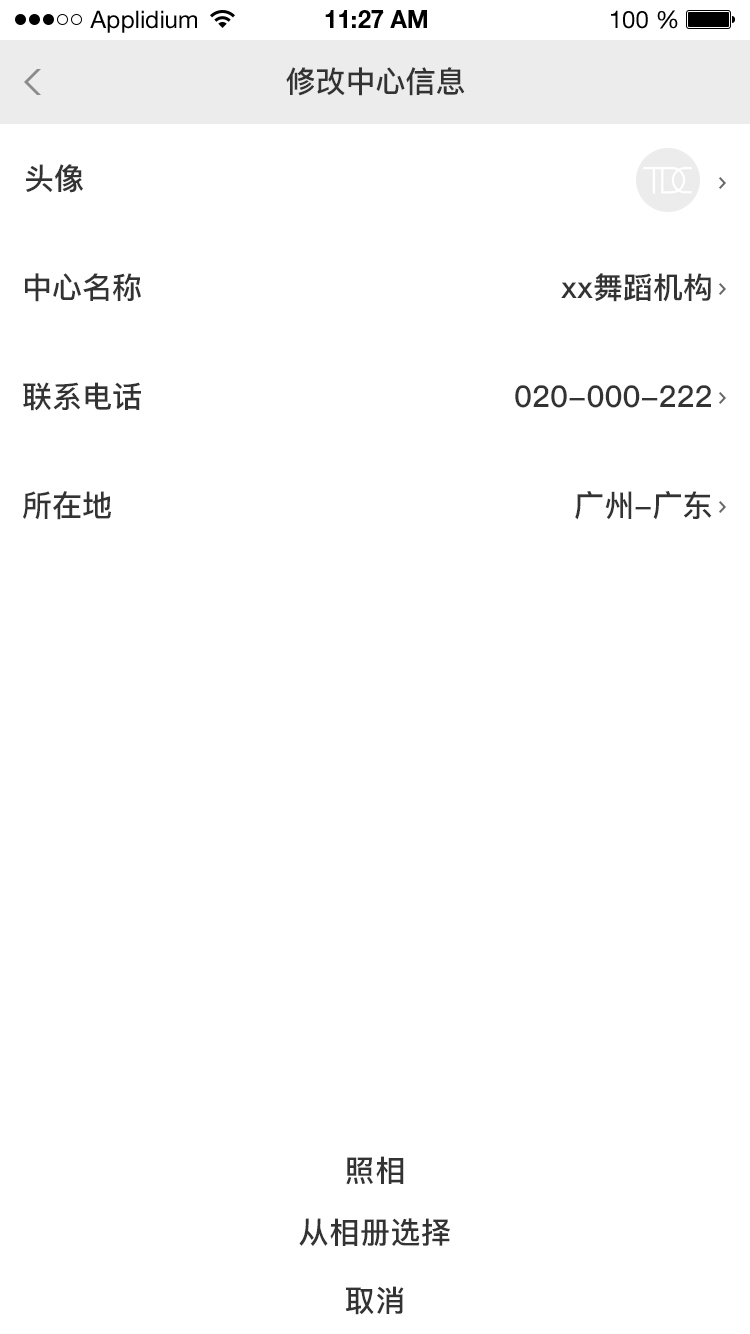 Applidium 11:27 AM 100 %
修改中心信息
头像 TDC
中心名称 xx舞蹈机构
联系电话 020-000-222
所在地 广州-广东
照相
从相册选择
取消